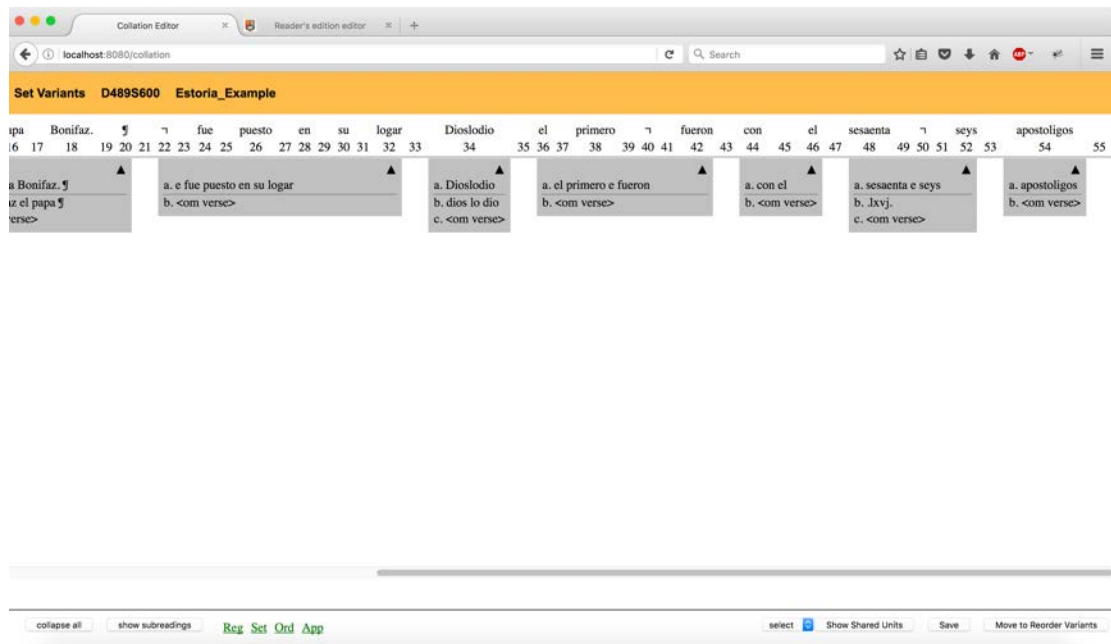 Collation Editor × Reader's edition editor × +
localhost:8080/collation Search ABP
Set Variants D489S600 Estoria_Example
apa Bonifaz. ¶ ⁊ fue puesto en su logar Dioslodio el primero ⁊ fueron con el sesaenta ⁊ seys apostoligos
16 17 18 19 20 21 22 23 24 25 26 27 28 29 30 31 32 33 34 35 36 37 38 39 40 41 42 43 44 45 46 47 48 49 50 51 52 53 54 55
▲ ▲ ▲ ▲ ▲ ▲ ▲
a Bonifaz. ¶ a. e fue puesto en su logar a. Dioslodio a. el primero e fueron a. con el a. sesaenta e seys a. apostoligos
az el papa ¶ b. <om verse> b. dios lo dio b. <om verse> b. <om verse> b. .lxvj. b. <om verse>
verse> c. <om verse> c. <om verse>
collapse all show subreadings Reg Set Ord App select Show Shared Units Save Move to Reorder Variants